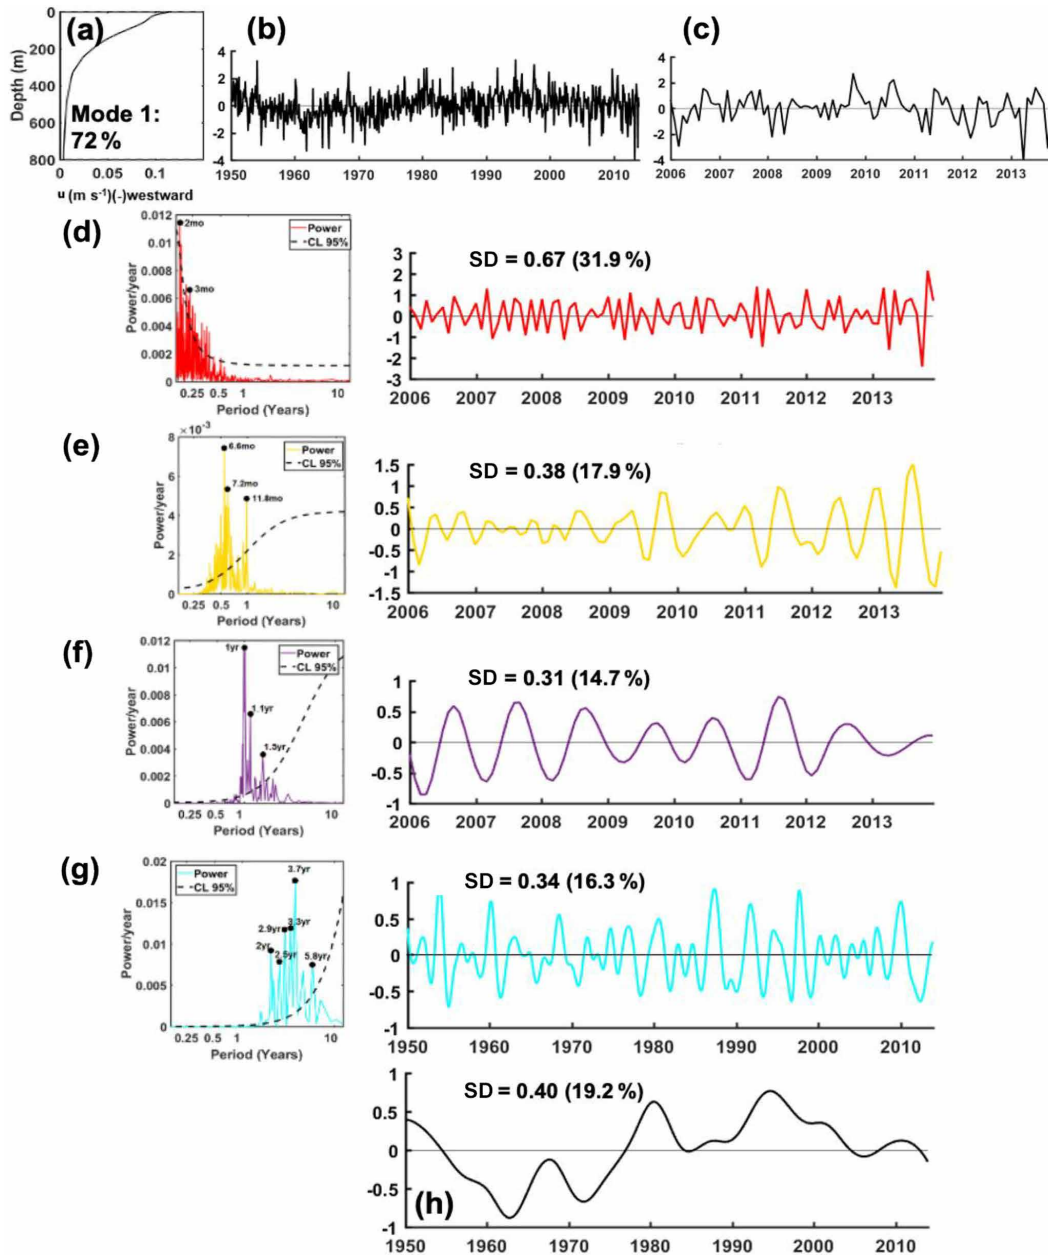 (a)
0
200
400
600
800
Depth (m)
Mode 1:
72%
0 0.05 0.1
u (m s⁻¹)(-)westward
(b)
4
2
0
-2
-4
1950 1960 1970 1980 1990 2000 2010
(c)
4
2
0
-2
-4
2006 2007 2008 2009 2010 2011 2012 2013
(d)
0.012
0.01
0.008
0.006
0.004
0.002
0
Power/year
2mo
3mo
Power
CL 95%
0.25 0.5 1 10
Period (Years)
SD = 0.67 (31.9 %)
3
2
1
0
-1
-2
-3
2006 2007 2008 2009 2010 2011 2012 2013
(e)
×10⁻³
8
6
4
2
0
Power/year
6.6mo
7.2mo
11.8mo
Power
CL 95%
0.25 0.5 1 10
Period (Years)
SD = 0.38 (17.9 %)
1.5
1
0.5
0
-0.5
-1
-1.5
2006 2007 2008 2009 2010 2011 2012 2013
(f)
0.012
0.01
0.008
0.006
0.004
0.002
0
Power/year
1yr
1.1yr
1.5yr
Power
CL 95%
0.25 0.5 1 10
Period (Years)
SD = 0.31 (14.7 %)
1
0.5
0
-0.5
-1
2006 2007 2008 2009 2010 2011 2012 2013
(g)
0.02
0.015
0.01
0.005
0
Power/year
Power
CL 95%
3.7yr
2.9yr
3.3yr
2yr
2.5yr
5.8yr
0.25 0.5 1 10
Period (Years)
SD = 0.34 (16.3 %)
1
0.5
0
-0.5
-1
1950 1960 1970 1980 1990 2000 2010
SD = 0.40 (19.2 %)
1
0.5
0
-0.5
-1
(h)
1950 1960 1970 1980 1990 2000 2010